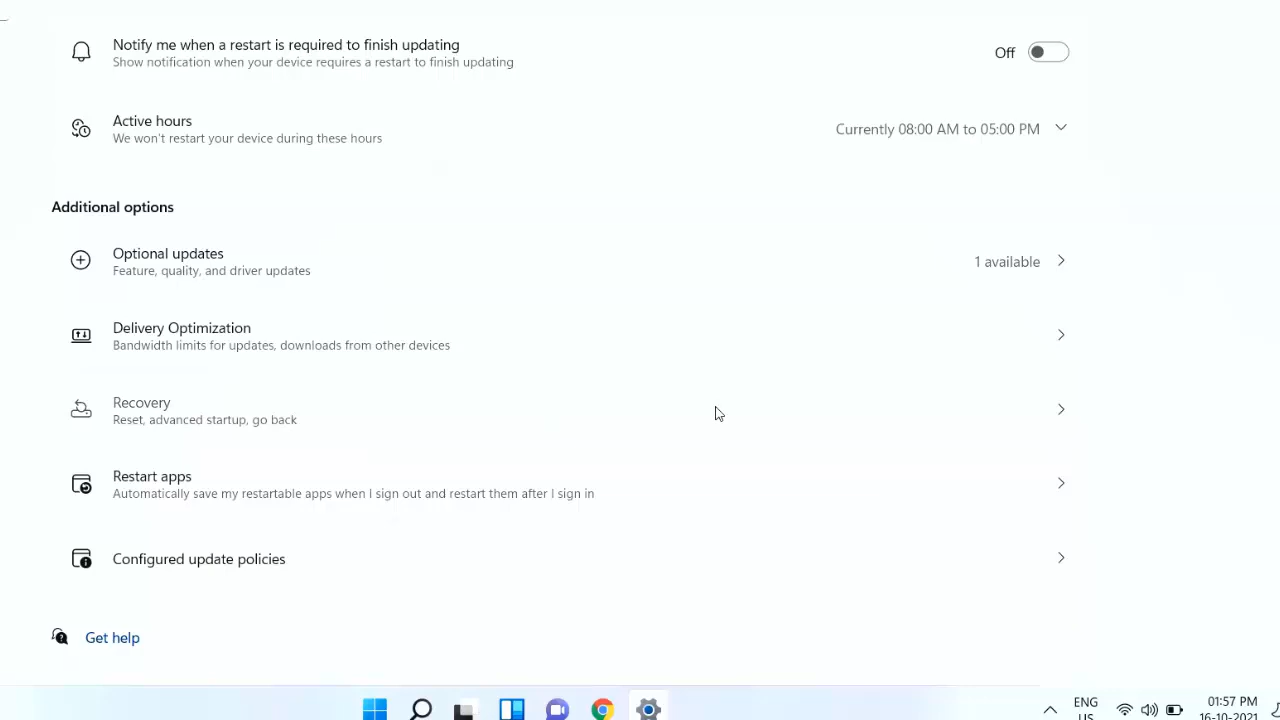 Notify me when a restart is required to finish updating
Show notification when your device requires a restart to finish updating
Off
Active hours
We won't restart your device during these hours
Currently 08:00 AM to 05:00 PM
Additional options
Optional updates
Feature, quality, and driver updates
1 available
Delivery Optimization
Bandwidth limits for updates, downloads from other devices
Recovery
Reset, advanced startup, go back
Restart apps
Automatically save my restartable apps when I sign out and restart them after I sign in
Configured update policies
Get help
ENG
US
01:57 PM
16-10-2021